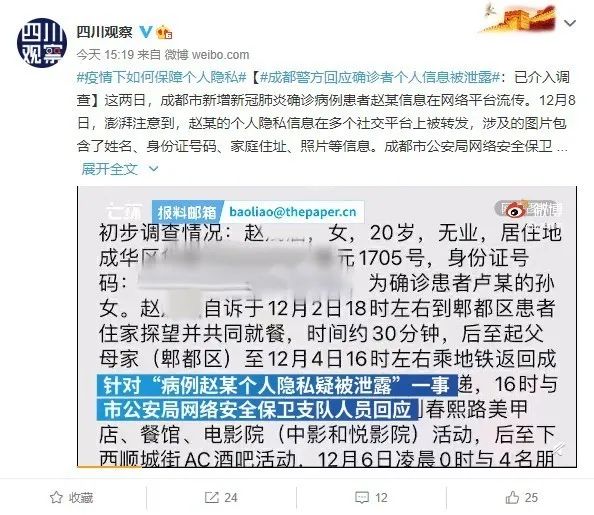 四川观察
四川观察
今天 15:19 来自 微博 weibo.com
#疫情下如何保障个人隐私#【#成都警方回应确诊者个人信息被泄露#：已介入调
查】这两日，成都市新增新冠肺炎确诊病例患者赵某信息在网络平台流传。12月8
日，澎湃注意到，赵某的个人隐私信息在多个社交平台上被转发，涉及的图片包
含了姓名、身份证号码、家庭住址、照片等信息。成都市公安局网络安全保卫 ...
展开全文
报料邮箱 baoliao@thepaper.cn
微博
初步调查情况：赵，女，20岁，无业，居住地
成华区 元1705号，身份证号
码： 为确诊患者卢某的孙
女。赵 自诉于12月2日18时左右到郫都区患者
住家探望并共同就餐，时间约30分钟，后至起父
母家（郫都区）至12月4日16时左右乘地铁返回成
针对“病例赵某个人隐私疑被泄露”一事 递，16时与
市公安局网络安全保卫支队人员回应 春熙路美甲
店、餐馆、电影院（中影和悦影院）活动，后至下
西顺城街AC酒吧活动，12月6日凌晨0时与4名朋
收藏 24 12 25